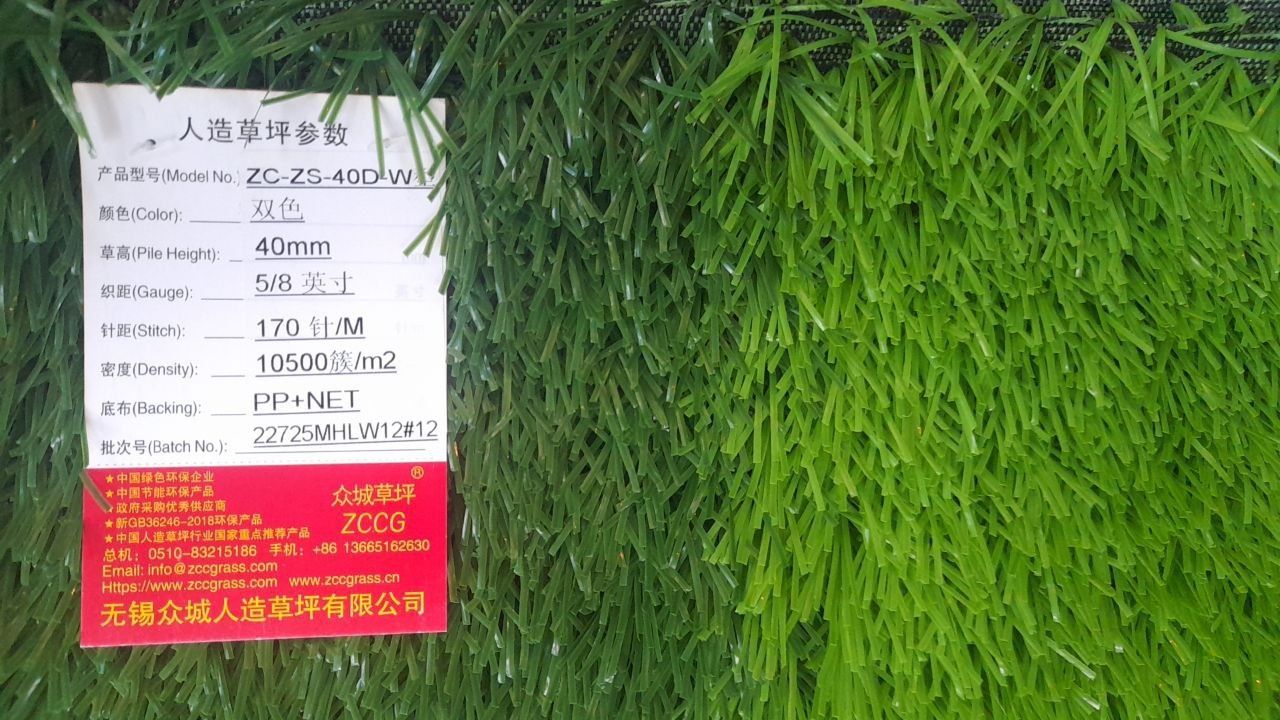 人造草坪参数
产品型号(Model No.) ZC-ZS-40D-W
颜色(Color): 双色
草高(Pile Height): 40mm
织距(Gauge): 5/8 英寸
针距(Stitch): 170 针/M
密度(Density): 10500簇/m2
底布(Backing): PP+NET
批次号(Batch No.): 22725MHLW12#12
★中国绿色环保企业
★中国节能环保产品
★政府采购优秀供应商
★新GB36246-2018环保产品
★中国人造草坪行业国家重点推荐产品
众城草坪®
ZCCG
总机：0510-83215186 手机：+86 13665162630
Email: info@zccgrass.com
Https://www.zccgrass.com www.zccgrass.cn
无锡众城人造草坪有限公司